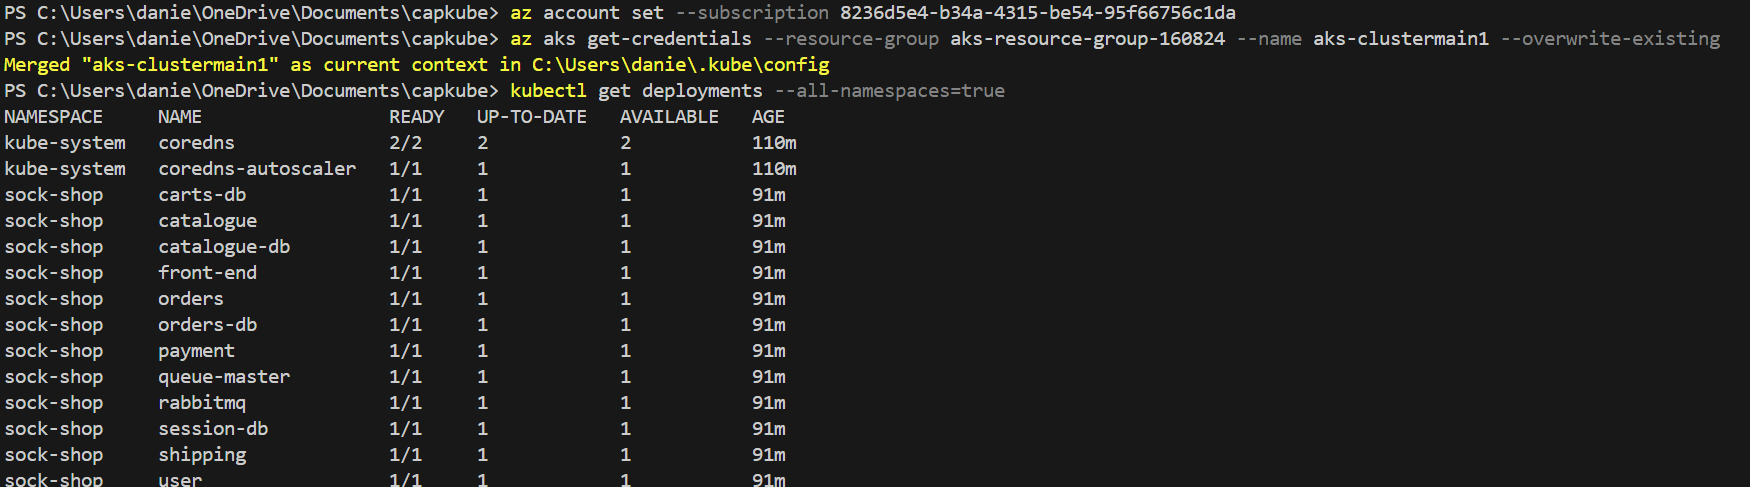 PS C:\Users\danie\OneDrive\Documents\capkube> az account set --subscription 8236d5e4-b34a-4315-be54-95f66756c1da
PS C:\Users\danie\OneDrive\Documents\capkube> az aks get-credentials --resource-group aks-resource-group-160824 --name aks-clustermain1 --overwrite-existing
Merged "aks-clustermain1" as current context in C:\Users\danie\.kube\config
PS C:\Users\danie\OneDrive\Documents\capkube> kubectl get deployments --all-namespaces=true
NAMESPACE     NAME                 READY   UP-TO-DATE   AVAILABLE   AGE
kube-system   coredns              2/2     2            2           110m
kube-system   coredns-autoscaler   1/1     1            1           110m
sock-shop     carts-db             1/1     1            1           91m
sock-shop     catalogue            1/1     1            1           91m
sock-shop     catalogue-db         1/1     1            1           91m
sock-shop     front-end            1/1     1            1           91m
sock-shop     orders               1/1     1            1           91m
sock-shop     orders-db            1/1     1            1           91m
sock-shop     payment              1/1     1            1           91m
sock-shop     queue-master         1/1     1            1           91m
sock-shop     rabbitmq             1/1     1            1           91m
sock-shop     session-db           1/1     1            1           91m
sock-shop     shipping             1/1     1            1           91m
sock-shop     user                 1/1     1            1           91m